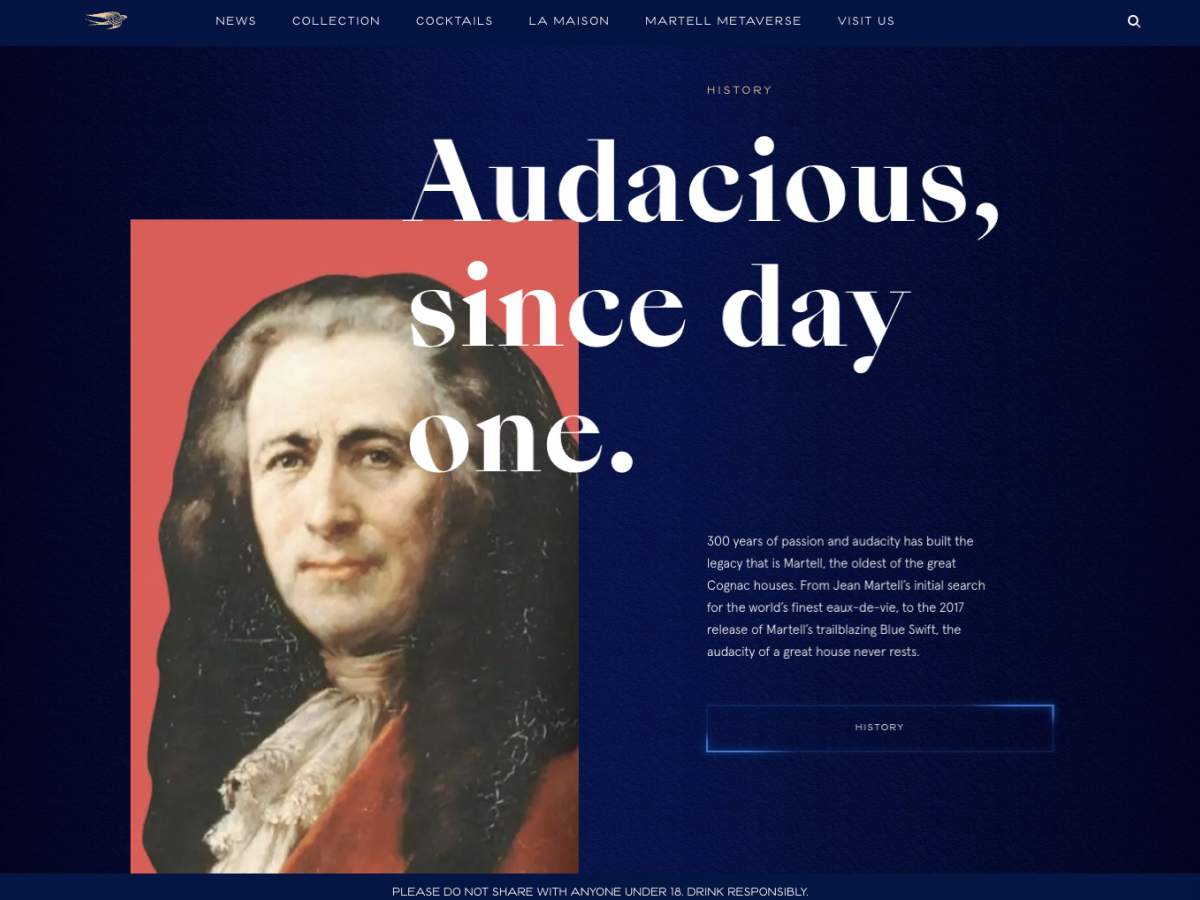 NEWS COLLECTION COCKTAILS LA MAISON MARTELL METAVERSE VISIT US
HISTORY
Audacious,
since day
one.
300 years of passion and audacity has built the
legacy that is Martell, the oldest of the great
Cognac houses. From Jean Martell’s initial search
for the world’s finest eaux-de-vie, to the 2017
release of Martell’s trailblazing Blue Swift, the
audacity of a great house never rests.
HISTORY
PLEASE DO NOT SHARE WITH ANYONE UNDER 18. DRINK RESPONSIBLY.